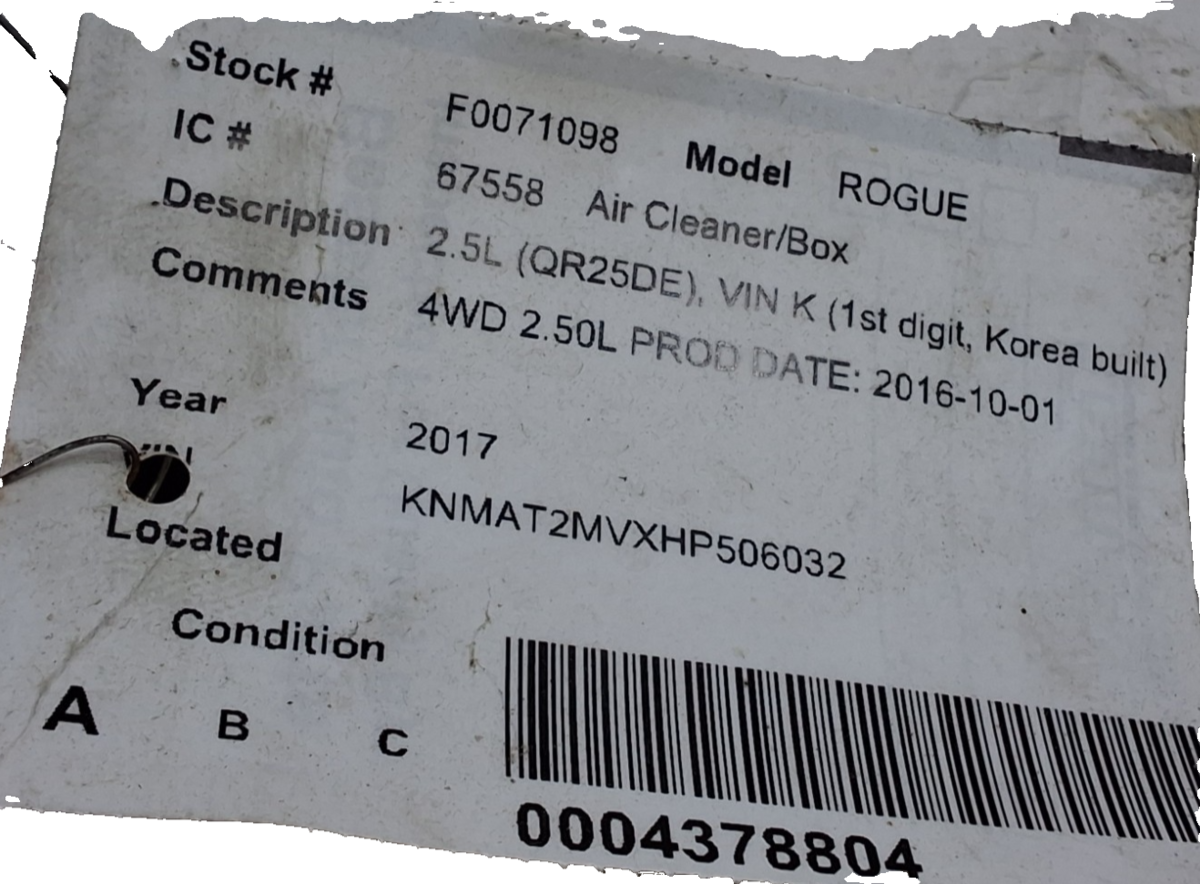 Stock # F0071098 Model ROGUE
IC # 67558 Air Cleaner/Box
Description 2.5L (QR25DE), VIN K (1st digit, Korea built)
Comments 4WD 2.50L PROD DATE: 2016-10-01
Year 2017
KNMAT2MVXHP506032
Located
Condition
A B C
0004378804